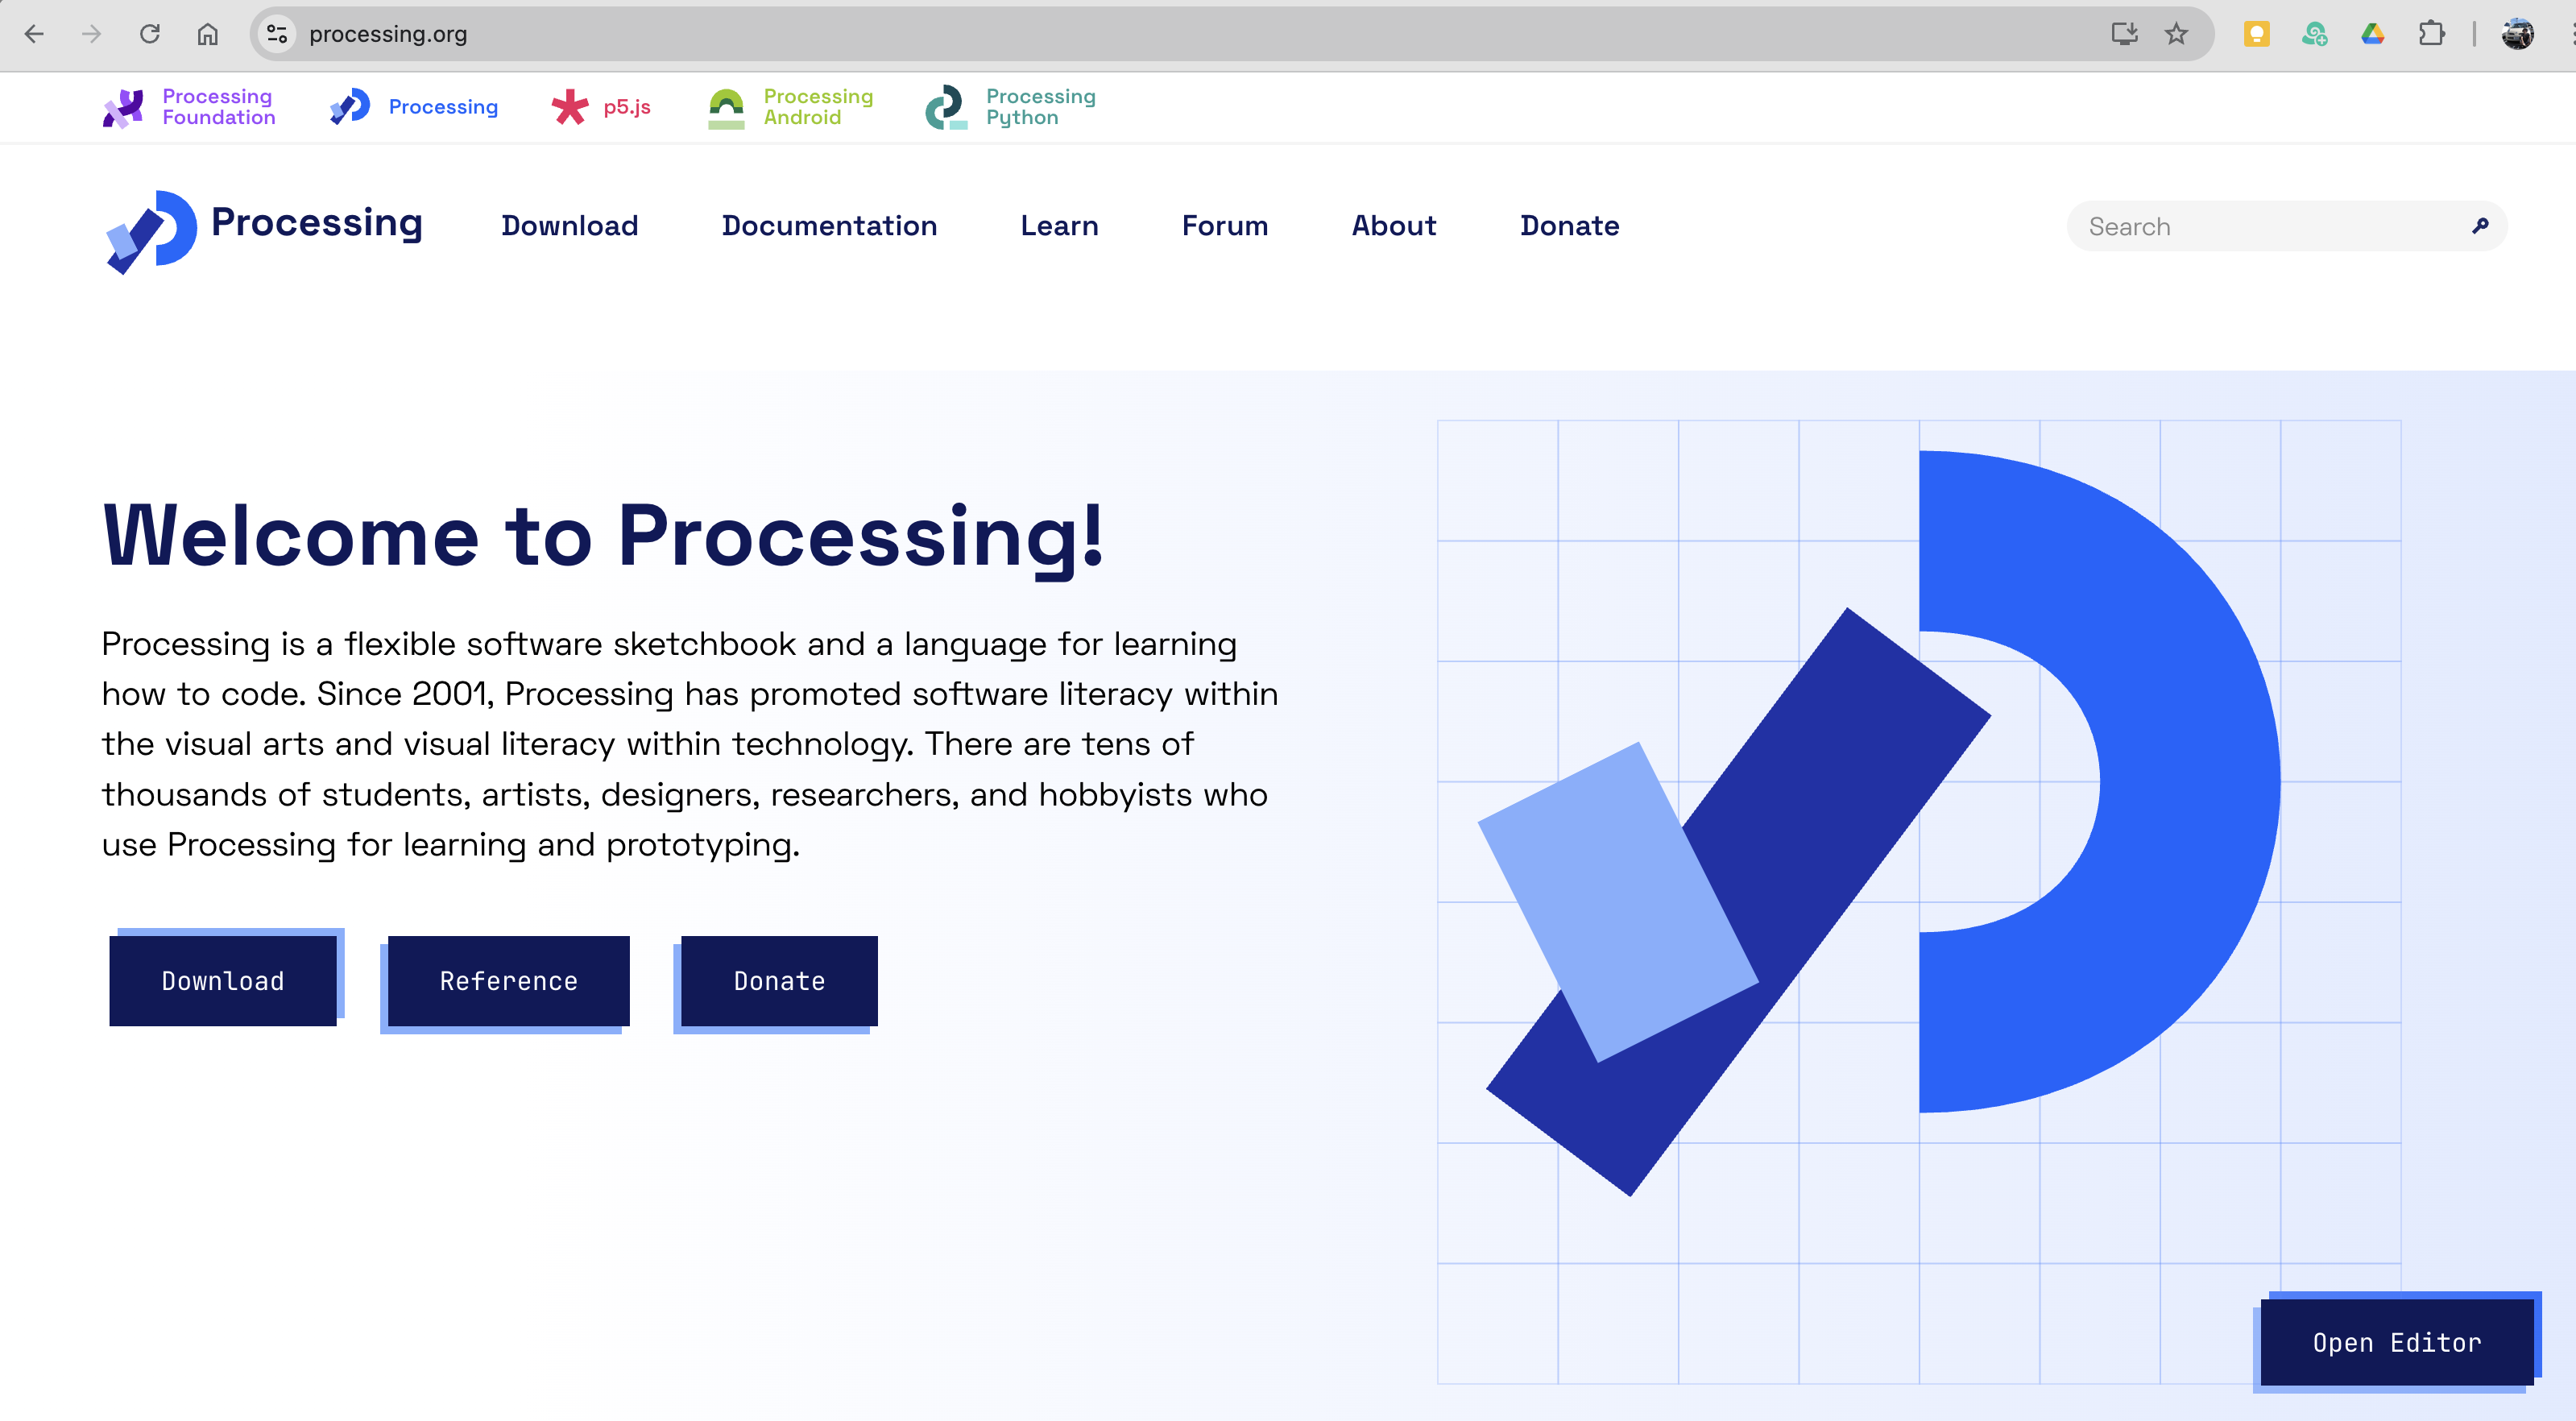 processing.org
Processing
Foundation
Processing
p5.js
Processing
Android
Processing
Python
Processing
Download
Documentation
Learn
Forum
About
Donate
Search
Welcome to Processing!
Processing is a flexible software sketchbook and a language for learning
how to code. Since 2001, Processing has promoted software literacy within
the visual arts and visual literacy within technology. There are tens of
thousands of students, artists, designers, researchers, and hobbyists who
use Processing for learning and prototyping.
Download
Reference
Donate
Open Editor